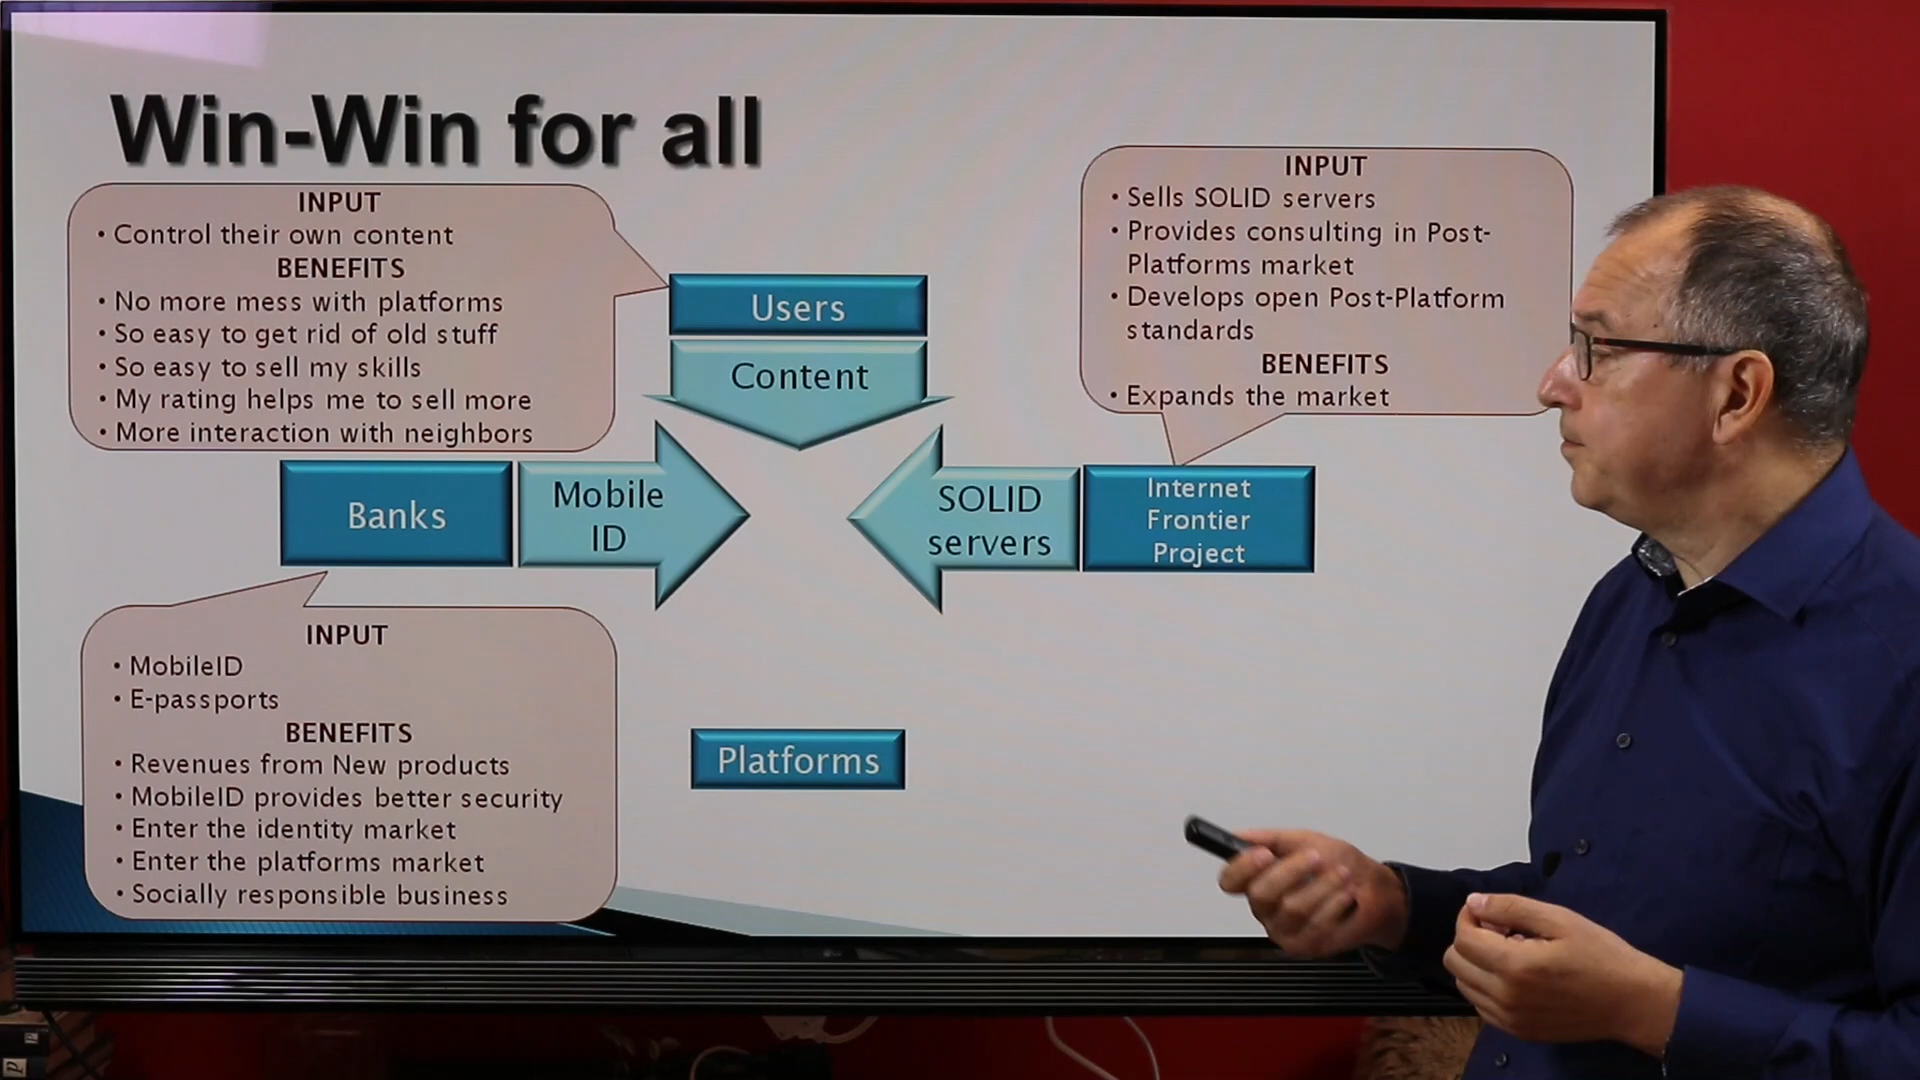 Win-Win for all
INPUT
• Control their own content
BENEFITS
• No more mess with platforms
• So easy to get rid of old stuff
• So easy to sell my skills
• My rating helps me to sell more
• More interaction with neighbors
INPUT
• Sells SOLID servers
• Provides consulting in Post-
Platforms market
• Develops open Post-Platform
standards
BENEFITS
• Expands the market
Users
Content
Banks
Mobile
ID
SOLID
servers
Internet
Frontier
Project
INPUT
• MobileID
• E-passports
BENEFITS
• Revenues from New products
• MobileID provides better security
• Enter the identity market
• Enter the platforms market
• Socially responsible business
Platforms